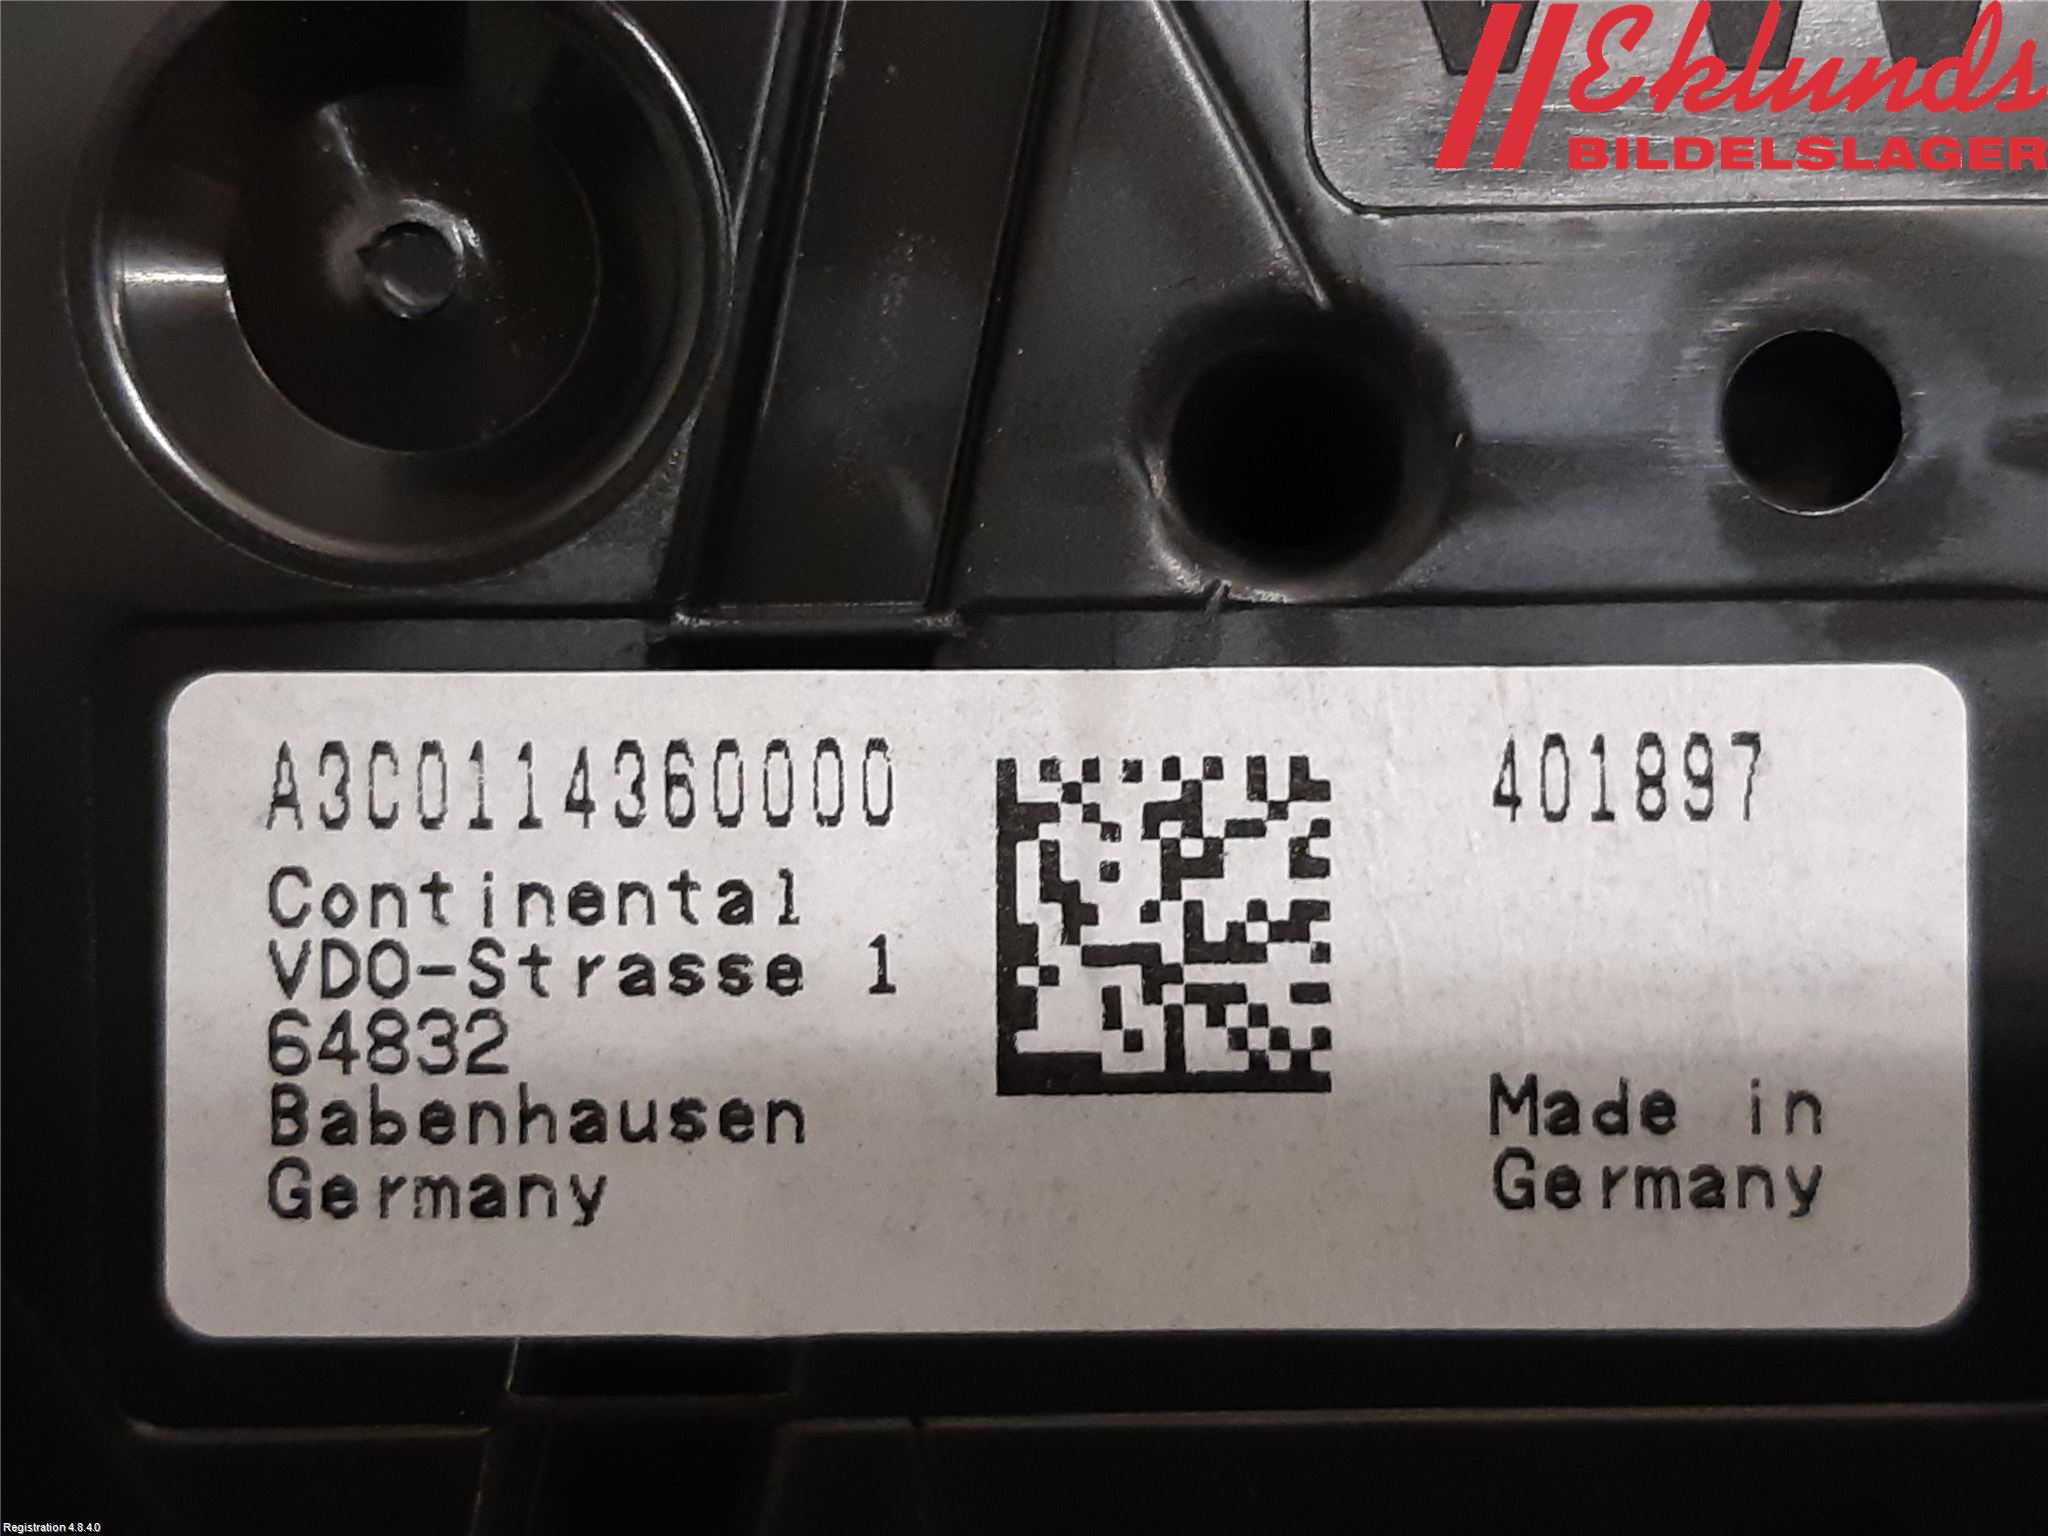 Eklunds
BILDELSLAGER
A3C0114360000
401897
Continental
VDO-Strasse 1
64832
Babenhausen
Germany
Made in
Germany
Registration 4.8.4.0